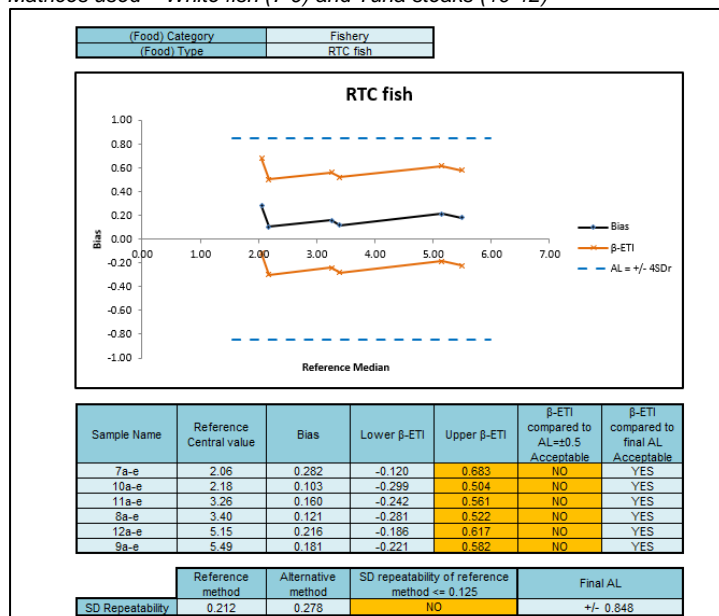 Matrices used – White fish (7-9) and Tuna steaks (10-12)
(Food) Category Fishery
(Food) Type RTC fish
RTC fish
1.00
0.80
0.60
0.40
0.20
0.00
-0.20
-0.40
-0.60
-0.80
-1.00
Bias
0.00 1.00 2.00 3.00 4.00 5.00 6.00 7.00
Reference Median
Bias
β-ETI
AL = +/- 4SDr
Sample Name Reference Central value Bias Lower β-ETI Upper β-ETI β-ETI compared to AL=±0.5 Acceptable β-ETI compared to final AL Acceptable
7a-e 2.06 0.282 -0.120 0.683 NO YES
10a-e 2.18 0.103 -0.299 0.504 NO YES
11a-e 3.26 0.160 -0.242 0.561 NO YES
8a-e 3.40 0.121 -0.281 0.522 NO YES
12a-e 5.15 0.216 -0.186 0.617 NO YES
9a-e 5.49 0.181 -0.221 0.582 NO YES
Reference method Alternative method SD repeatability of reference method <= 0.125 Final AL
SD Repeatability 0.212 0.278 NO +/- 0.848